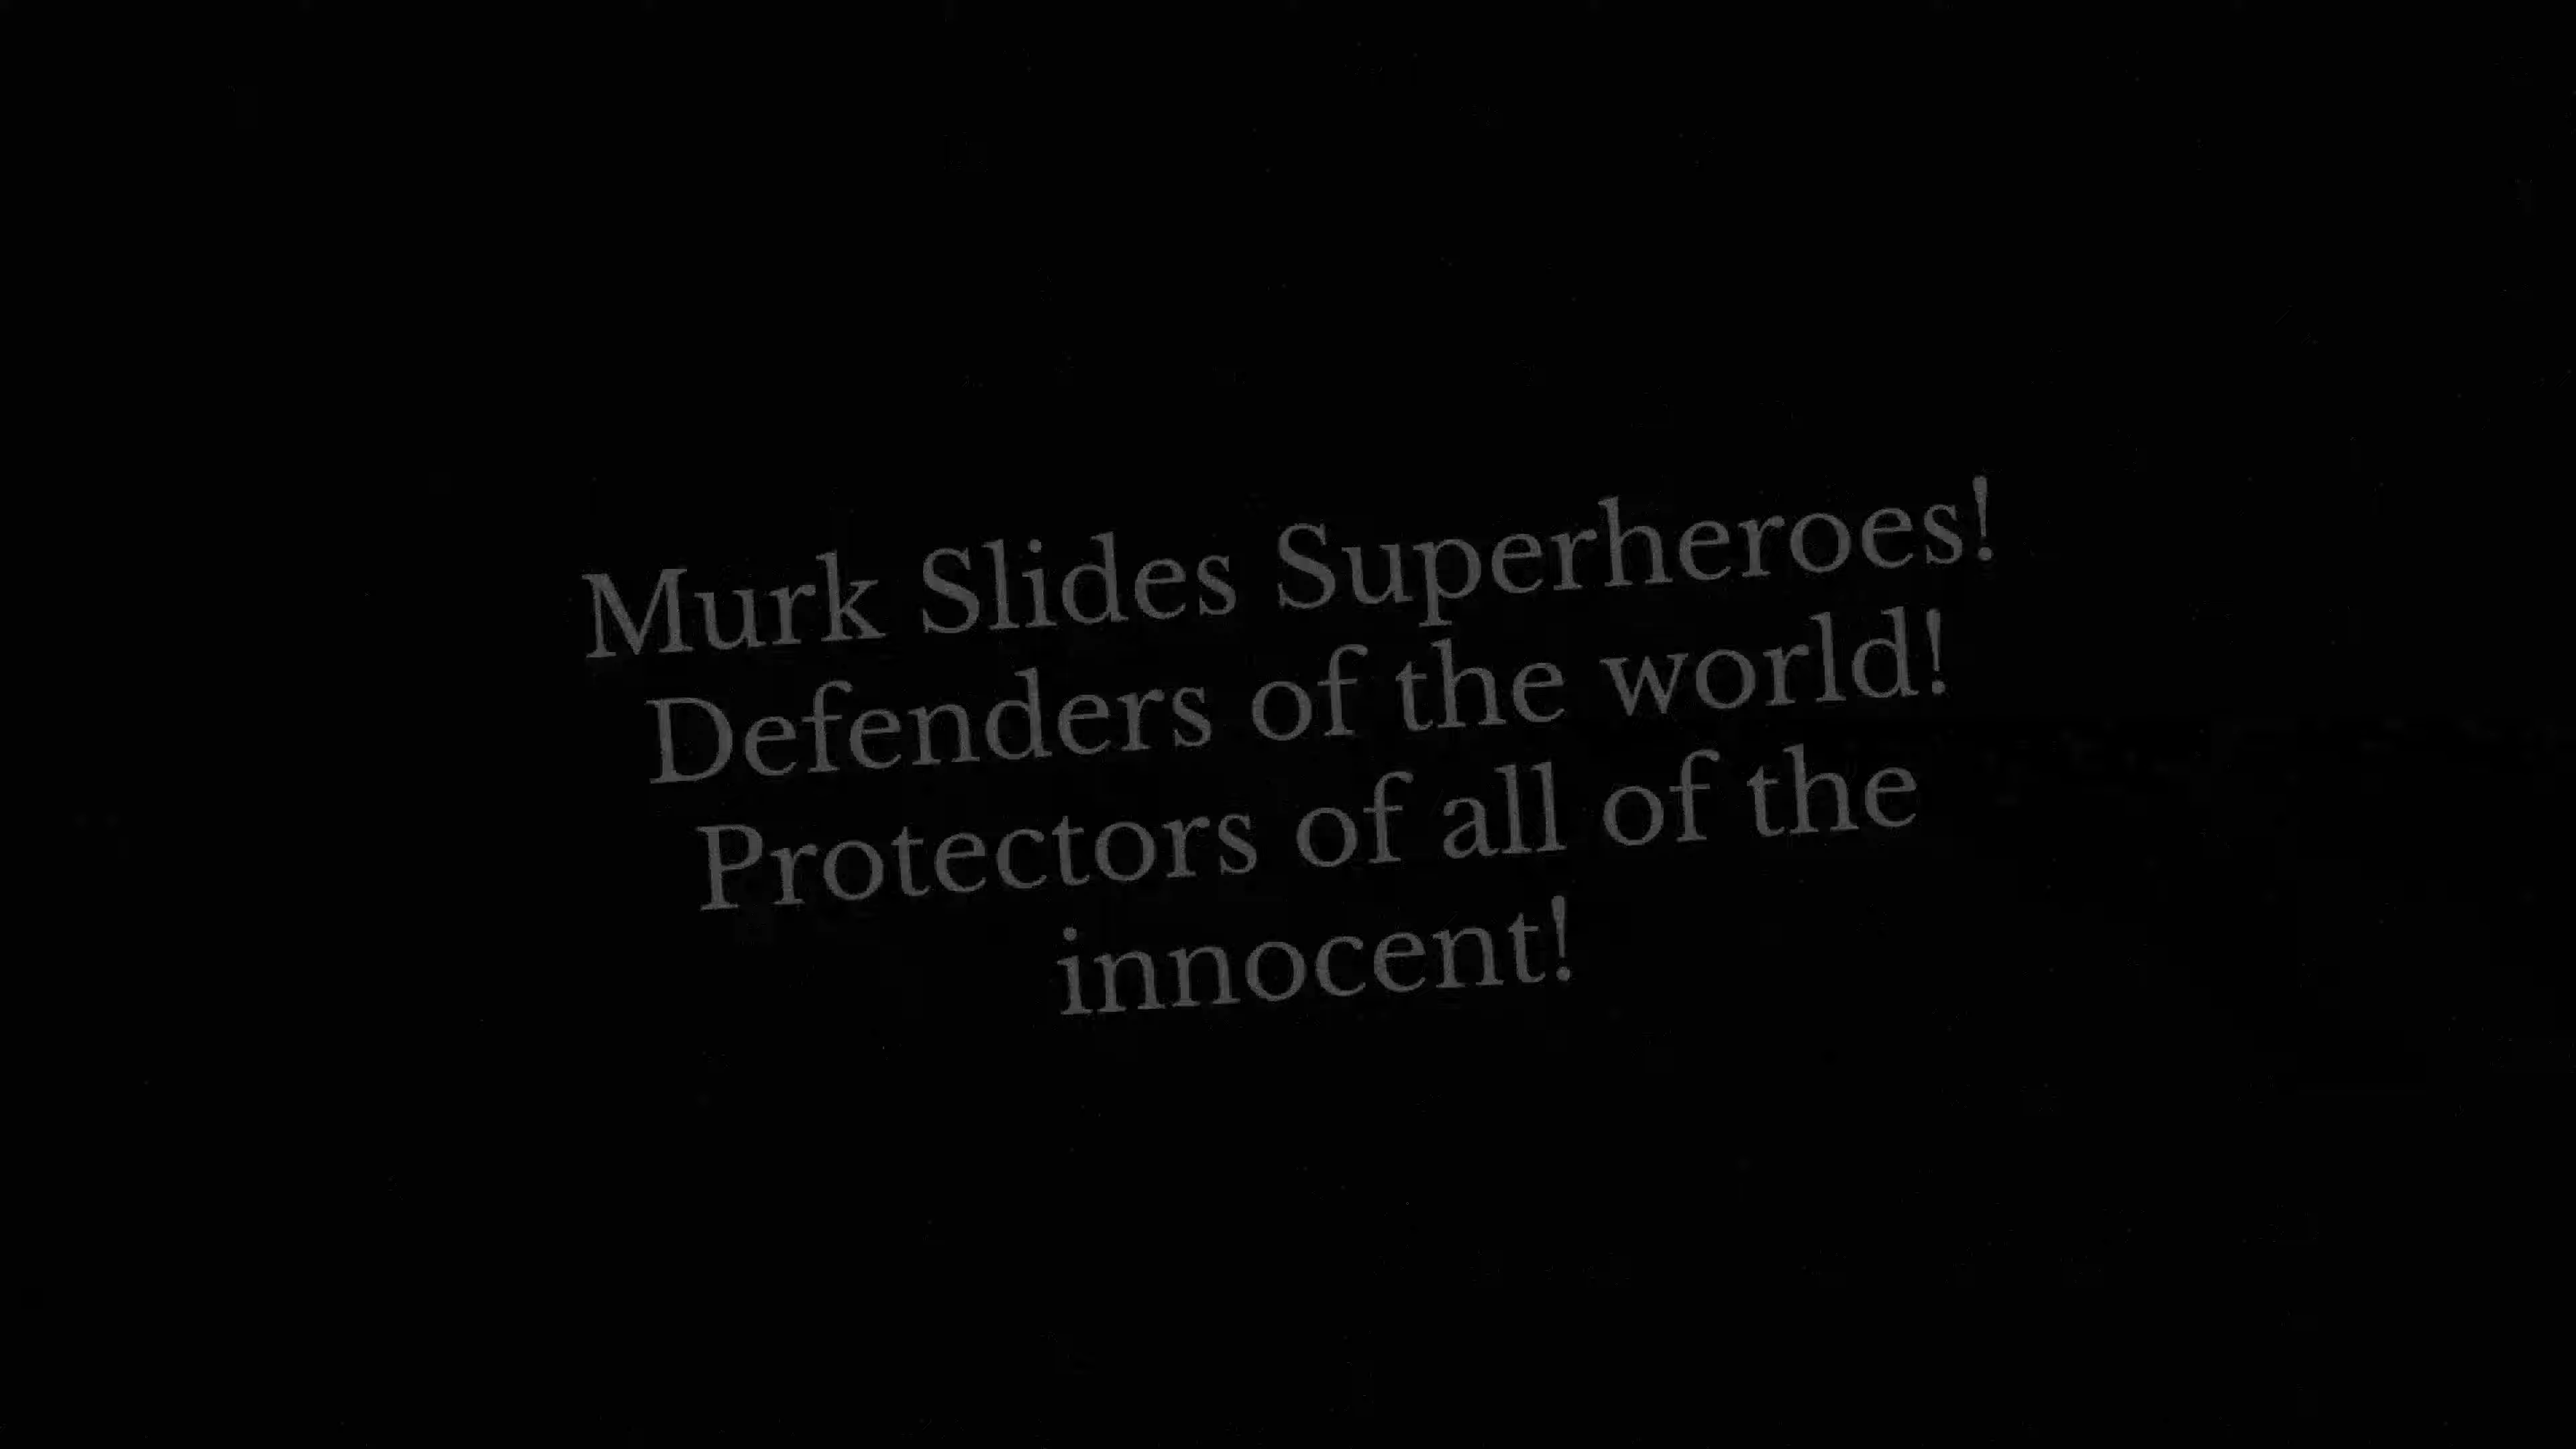 Murk Slides Superheroes!
Defenders of the world!
Protectors of all of the
innocent!